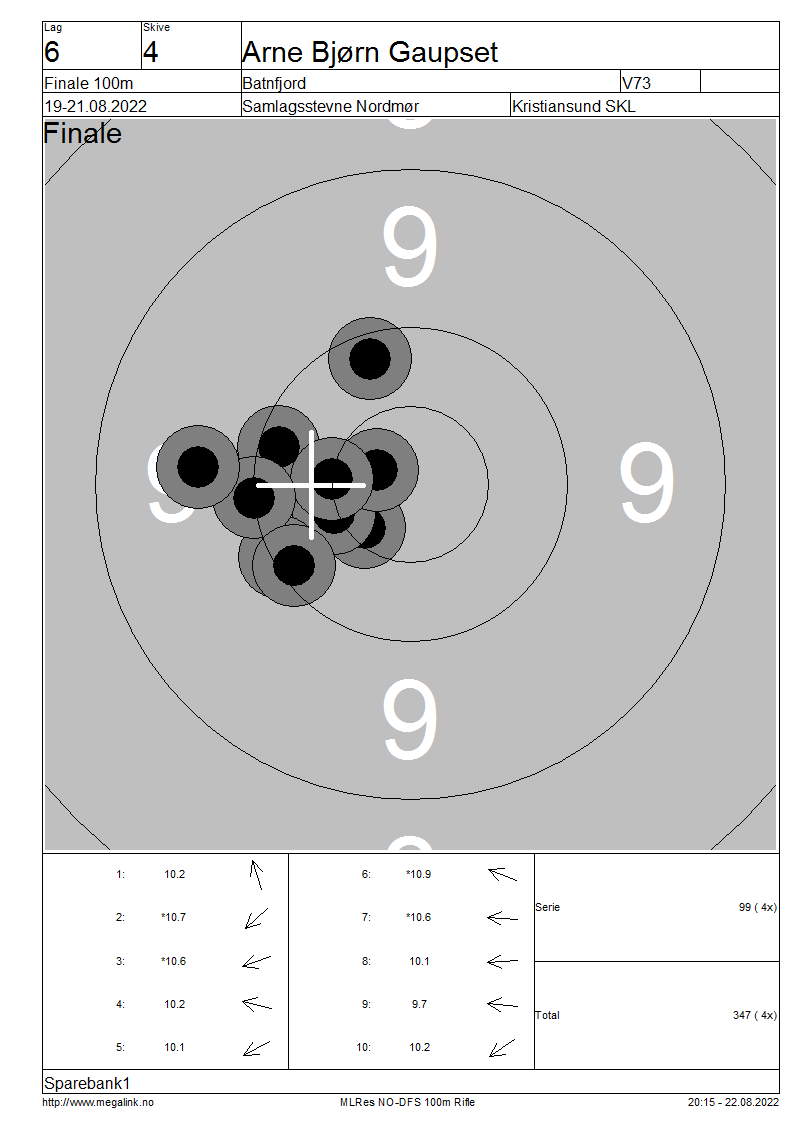 Lag Skive
6 4 Arne Bjørn Gaupset
Finale 100m Batnfjord V73
19-21.08.2022 Samlagsstevne Nordmør Kristiansund SKL
Finale
9
9 9
9
1: 10.2 6: *10.9
2: *10.7 7: *10.6
Serie 99 ( 4x)
3: *10.6 8: 10.1
4: 10.2 9: 9.7
Total 347 ( 4x)
5: 10.1 10: 10.2
Sparebank1
http://www.megalink.no MLRes NO-DFS 100m Rifle 20:15 - 22.08.2022